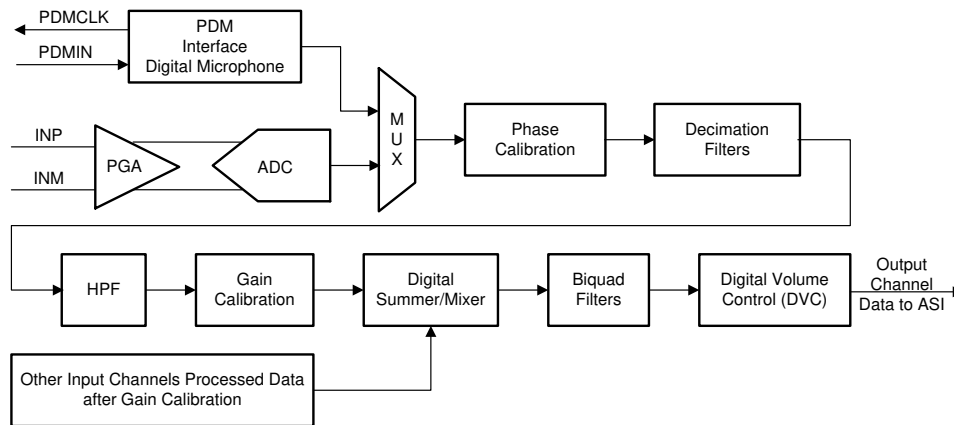 PDMCLK
PDMIN
PDM
Interface
Digital Microphone
INP
INM
PGA
ADC
M
U
X
Phase
Calibration
Decimation
Filters
HPF
Gain
Calibration
Digital
Summer/Mixer
Biquad
Filters
Digital Volume
Control (DVC)
Output
Channel
Data to ASI
Other Input Channels Processed Data
after Gain Calibration